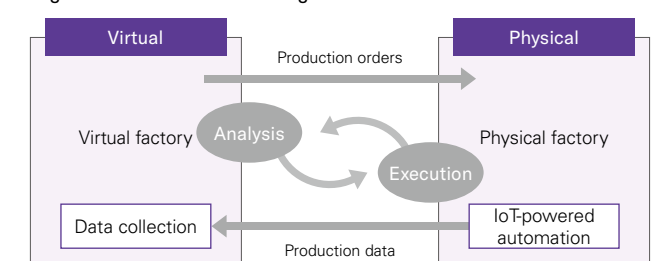 Virtual
Physical
Production orders
Virtual factory
Analysis
Physical factory
Execution
Data collection
IoT-powered
automation
Production data